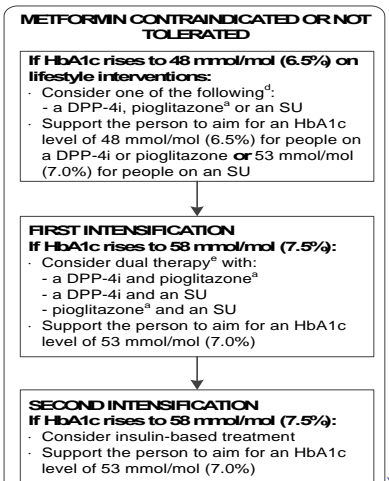 METFORMIN CONTRAINDICATED OR NOT
TOLERATED
If HbA1c rises to 48 mmol/mol (6.5%) on
lifestyle interventions:
· Consider one of the followingᵈ:
- a DPP-4i, pioglitazoneᵃ or an SU
· Support the person to aim for an HbA1c
level of 48 mmol/mol (6.5%) for people on
a DPP-4i or pioglitazone or 53 mmol/mol
(7.0%) for people on an SU
FIRST INTENSIFICATION
If HbA1c rises to 58 mmol/mol (7.5%):
· Consider dual therapyᵉ with:
- a DPP-4i and pioglitazoneᵃ
- a DPP-4i and an SU
- pioglitazoneᵃ and an SU
· Support the person to aim for an HbA1c
level of 53 mmol/mol (7.0%)
SECOND INTENSIFICATION
If HbA1c rises to 58 mmol/mol (7.5%):
· Consider insulin-based treatment
· Support the person to aim for an HbA1c
level of 53 mmol/mol (7.0%)